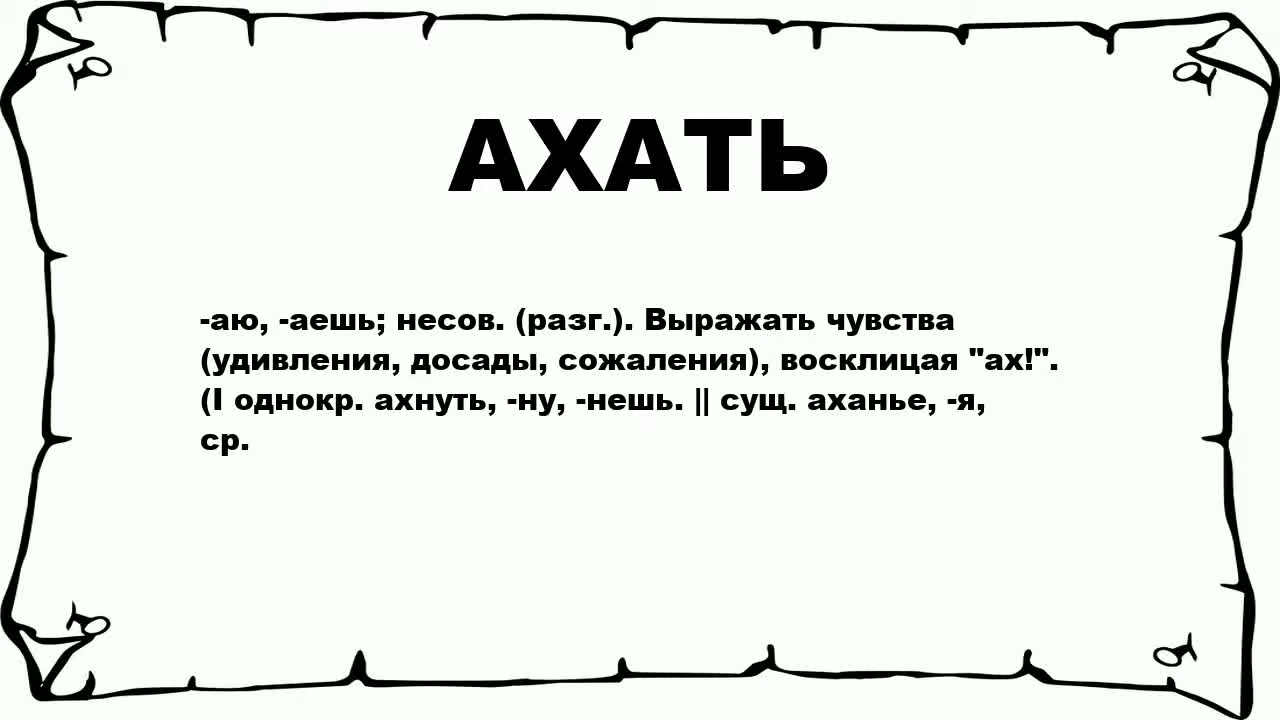 АХАТЬ
-аю, -аешь; несов. (разг.). Выражать чувства
(удивления, досады, сожаления), восклицая "ах!".
(I однокр. ахнуть, -ну, -нешь. || сущ. аханье, -я,
ср.